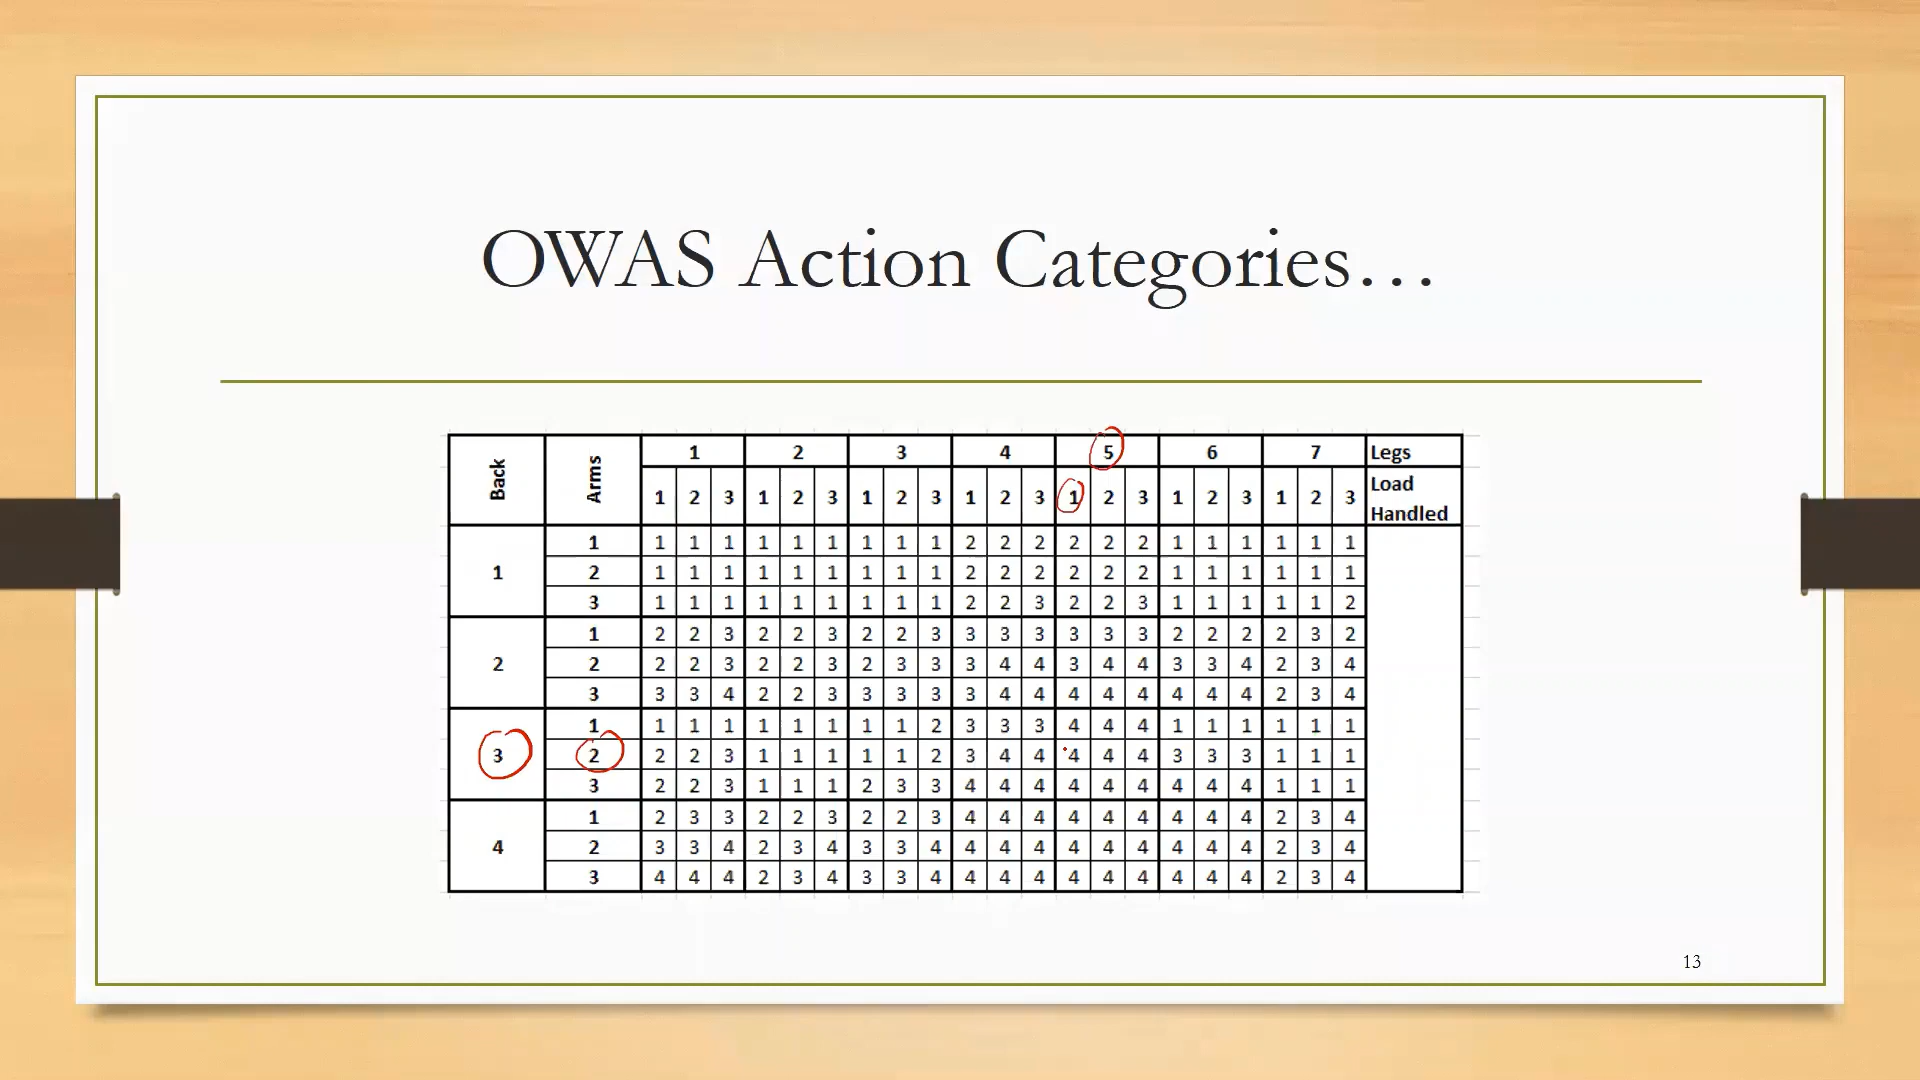 OWAS Action Categories…
Back Arms 1 2 3 4 5 6 7 Legs
1 2 3 1 2 3 1 2 3 1 2 3 1 2 3 1 2 3 1 2 3 Load Handled
1 1 1 1 1 1 1 1 1 1 1 2 2 2 2 2 2 1 1 1 1 1 1
2 1 1 1 1 1 1 1 1 1 2 2 2 2 2 2 1 1 1 1 1 1
3 1 1 1 1 1 1 1 1 1 2 2 3 2 2 3 1 1 1 1 1 2
2 1 2 2 3 2 2 3 2 2 3 3 3 3 3 3 3 2 2 2 2 3 2
2 2 2 3 2 2 3 2 3 3 3 4 4 3 4 4 3 3 4 2 3 4
3 3 3 4 2 2 3 3 3 3 3 4 4 4 4 4 4 4 4 2 3 4
3 1 1 1 1 1 1 1 1 1 2 3 3 3 4 4 4 1 1 1 1 1 1
2 2 2 3 1 1 1 1 1 2 3 4 4 4 4 4 3 3 3 1 1 1
3 2 2 3 1 1 1 2 3 3 4 4 4 4 4 4 4 4 4 1 1 1
4 1 2 3 3 2 2 3 2 2 3 4 4 4 4 4 4 4 4 4 2 3 4
2 3 3 4 2 3 4 3 3 4 4 4 4 4 4 4 4 4 4 2 3 4
3 4 4 4 2 3 4 3 3 4 4 4 4 4 4 4 4 4 4 2 3 4
13